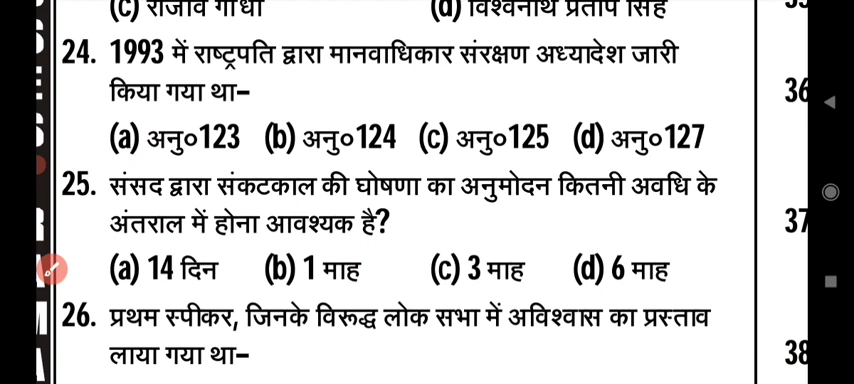 (c) राजीव गांधी (d) विश्वनाथ प्रताप सिंह
24. 1993 में राष्ट्रपति द्वारा मानवाधिकार संरक्षण अध्यादेश जारी
किया गया था–
36
(a) अनु०123 (b) अनु०124 (c) अनु०125 (d) अनु०127
25. संसद द्वारा संकटकाल की घोषणा का अनुमोदन कितनी अवधि के
अंतराल में होना आवश्यक है?
37
(a) 14 दिन (b) 1 माह (c) 3 माह (d) 6 माह
26. प्रथम स्पीकर, जिनके विरूद्ध लोक सभा में अविश्वास का प्रस्ताव
लाया गया था–
38